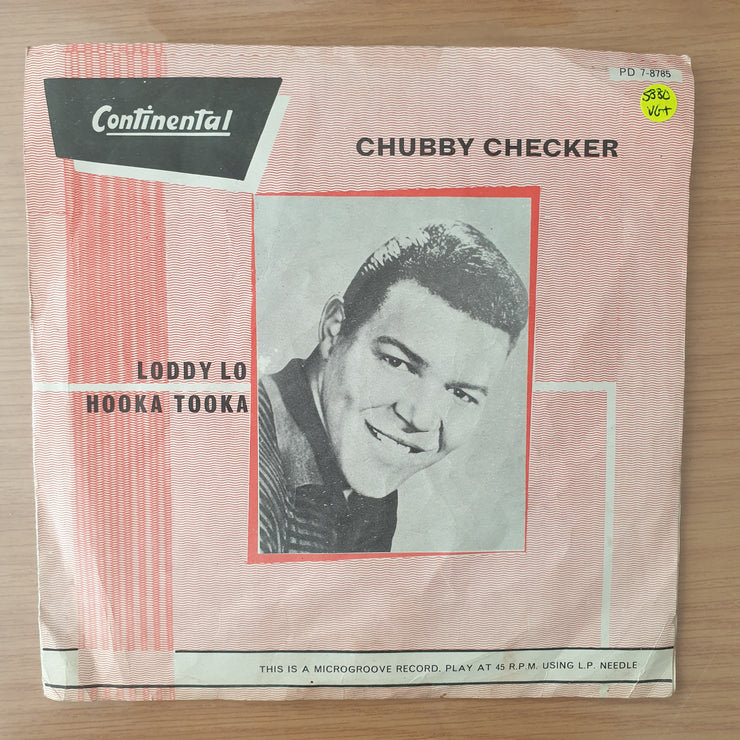 PD 7-8785
5330
VG+
Continental
CHUBBY CHECKER
LODDY LO
HOOKA TOOKA
THIS IS A MICROGROOVE RECORD. PLAY AT 45 R.P.M. USING L.P. NEEDLE